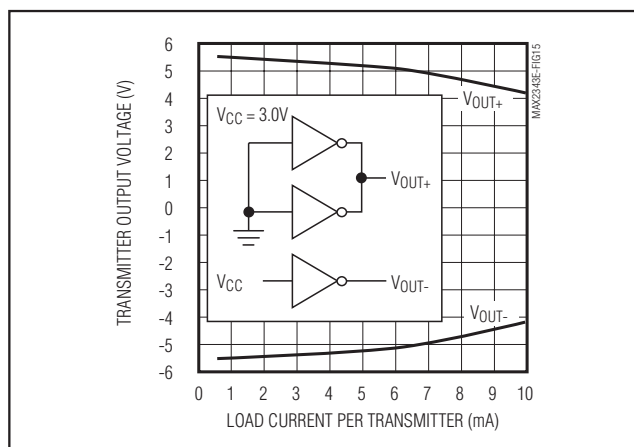 TRANSMITTER OUTPUT VOLTAGE (V)
6
5
4
3
2
1
0
-1
-2
-3
-4
-5
-6
VCC = 3.0V
VOUT+
VCC
VOUT-
VOUT+
VOUT-
MAX2343E-FIG15
0 1 2 3 4 5 6 7 8 9 10
LOAD CURRENT PER TRANSMITTER (mA)